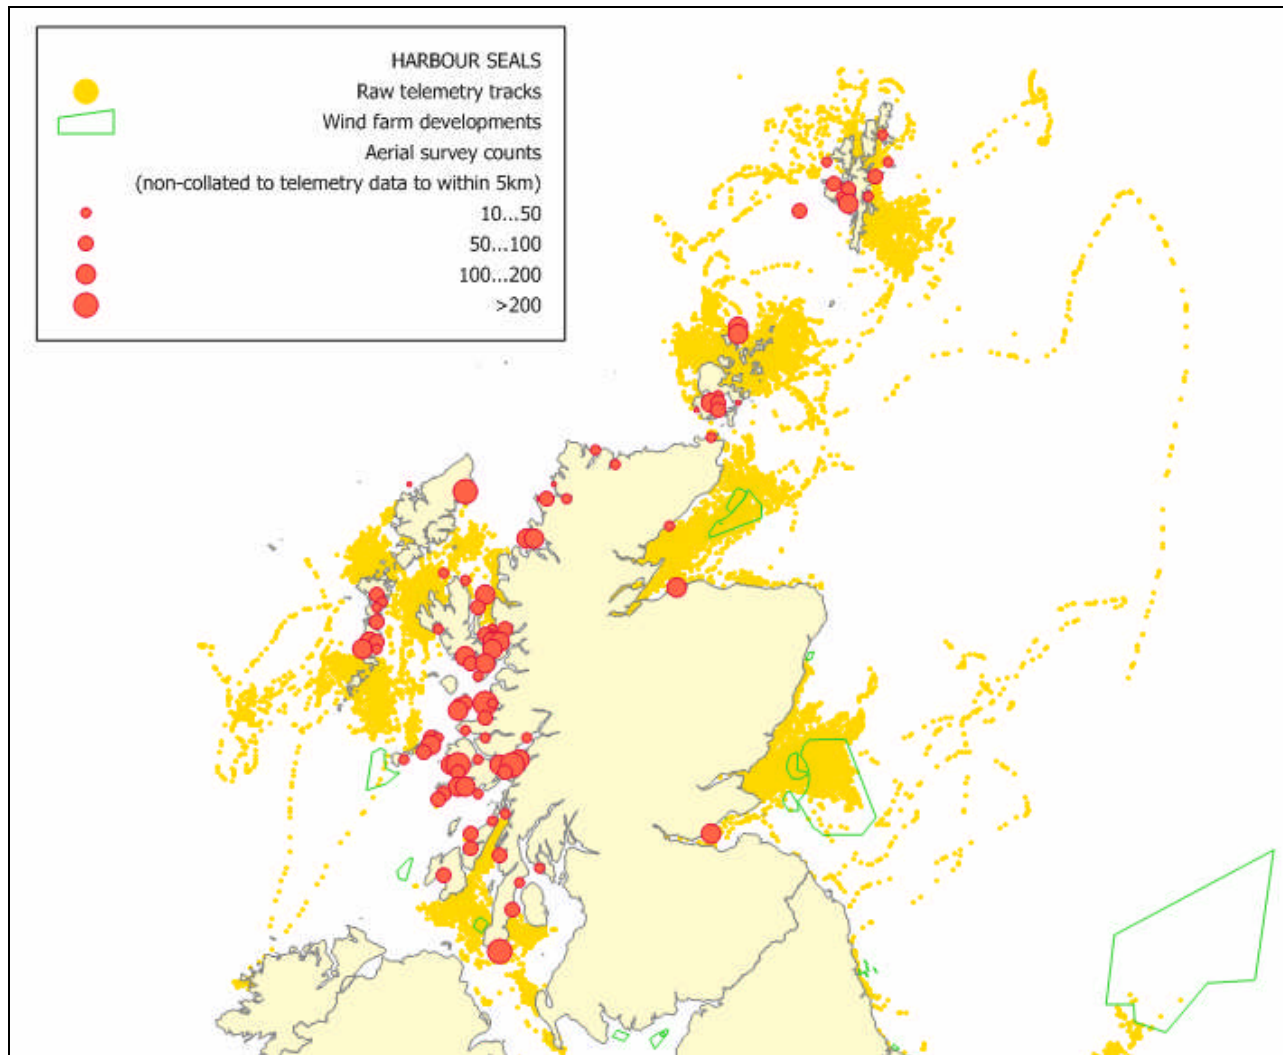 HARBOUR SEALS
Raw telemetry tracks
Wind farm developments
Aerial survey counts
(non-collated to telemetry data to within 5km)
10...50
50...100
100...200
>200